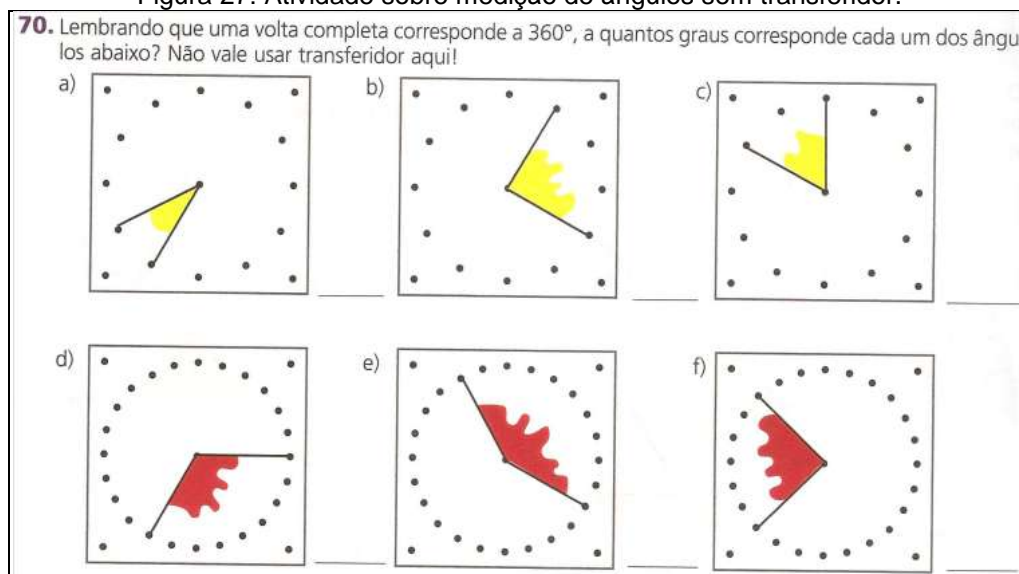 Figura 27: Atividade sobre medição de ângulos sem transferidor.
70. Lembrando que uma volta completa corresponde a 360°, a quantos graus corresponde cada um dos ângu
los abaixo? Não vale usar transferidor aqui!
a) b) c)
d) e) f)